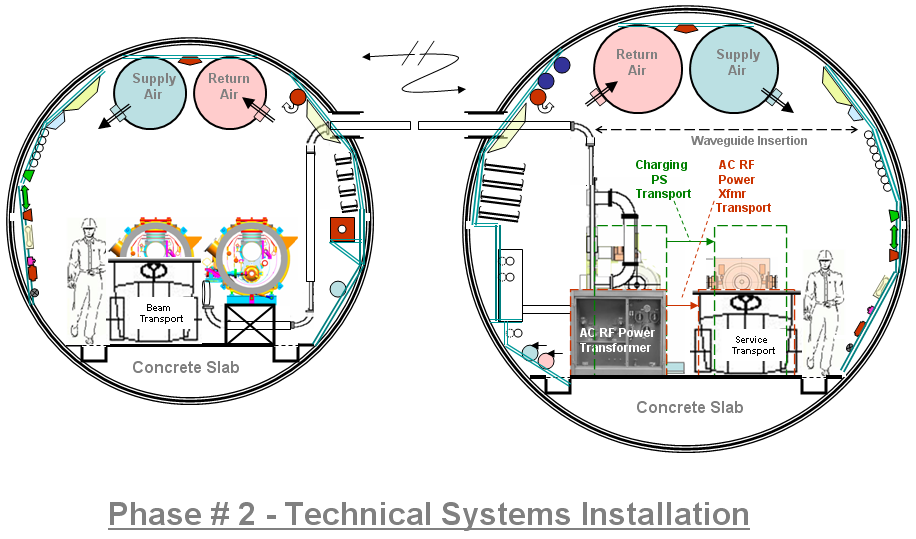 Supply
Air
Return
Air
Return
Air
Supply
Air
Waveguide Insertion
Charging
PS
Transport
AC RF
Power
Xfmr
Transport
Beam
Transport
AC RF Power
Transformer
Service
Transport
Concrete Slab
Concrete Slab
Phase # 2 - Technical Systems Installation